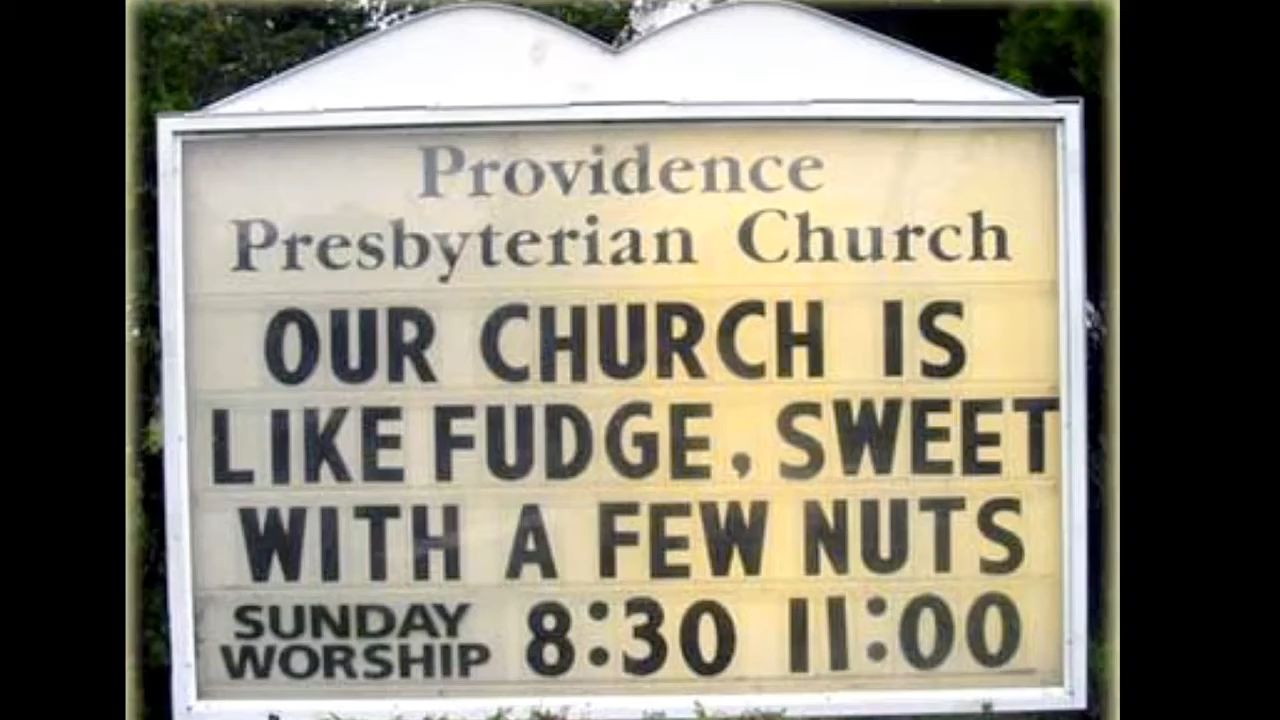 Providence
Presbyterian Church
OUR CHURCH IS
LIKE FUDGE, SWEET
WITH A FEW NUTS
SUNDAY WORSHIP 8:30 11:00